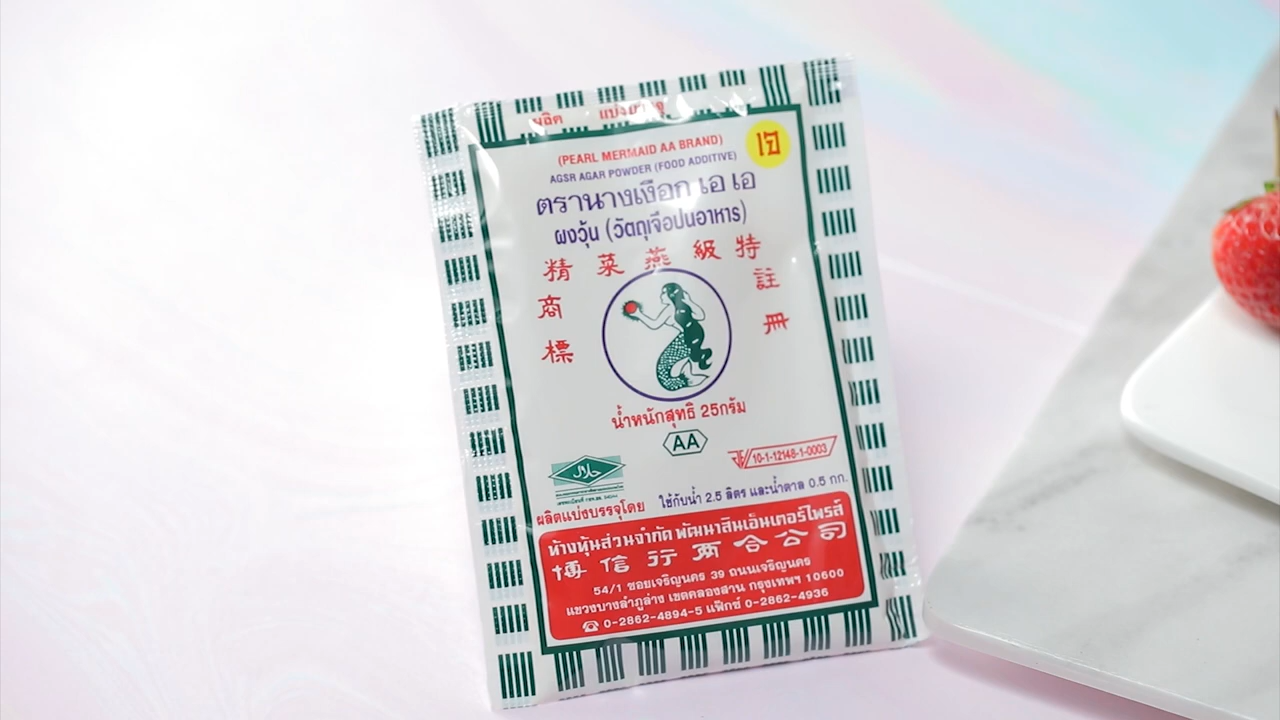 ผลิต แบ่งบรรจุ
เจ
(PEARL MERMAID AA BRAND)
AGSR AGAR POWDER (FOOD ADDITIVE)
ตรานางเงือก เอ เอ
ผงวุ้น (วัตถุเจือปนอาหาร)
精菜燕級特
商 註
標 冊
น้ำหนักสุทธิ 25กรัม
AA
10-1-12148-1-0003
حلال
ใช้กับน้ำ 2.5 ลิตร และน้ำตาล 0.5 กก.
ผลิตแบ่งบรรจุโดย
ห้างหุ้นส่วนจำกัด พัฒนาสินเอ็นเตอร์ไพรส์
博信行兩合公司
54/1 ซอยเจริญนคร 39 ถนนเจริญนคร
แขวงบางลำภูล่าง เขตคลองสาน กรุงเทพฯ 10600
☎ 0-2862-4894-5 แฟ็กซ์ 0-2862-4936